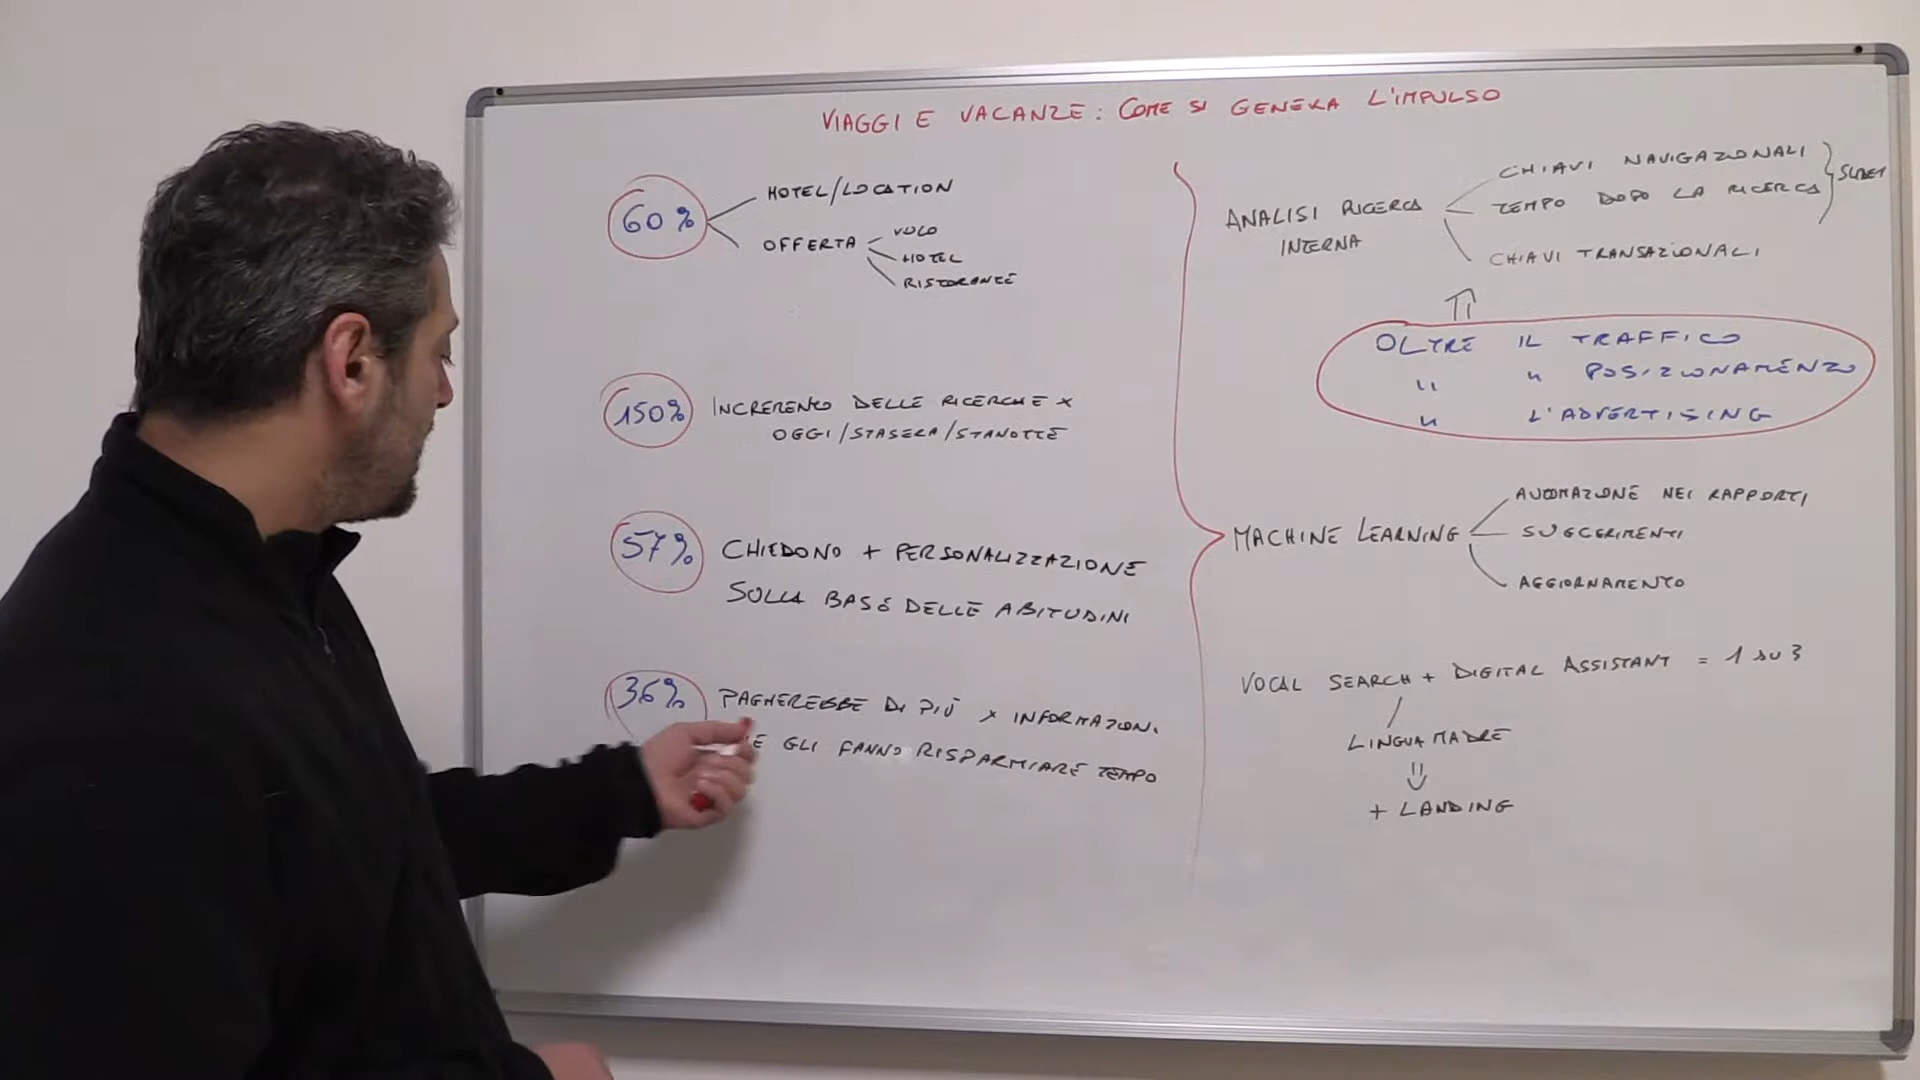 VIAGGI E VACANZE: COME SI GENERA L'IMPULSO
60%
HOTEL/LOCATION
OFFERTA
VOLO
HOTEL
RISTORANTE
150%
INCREMENTO DELLE RICERCHE x
OGGI/STASERA/STANOTTE
57%
CHIEDONO + PERSONALIZZAZIONE
SULLA BASE DELLE ABITUDINI
36%
PAGHEREBBE DI PIÙ x INFORMAZIONI
GLI FANNO RISPARMIARE TEMPO
ANALISI RICERCA
INTERNA
CHIAVI NAVIGAZIONALI
TEMPO DOPO LA RICERCA
CHIAVI TRANSAZIONALI
OLTRE IL TRAFFICO
" " POSIZIONAMENTO
" L'ADVERTISING
MACHINE LEARNING
AUTOMAZIONE NEI RAPPORTI
SUGGERIMENTI
AGGIORNAMENTO
VOCAL SEARCH + DIGITAL ASSISTANT = 1 SU 3
LINGUA MADRE
+ LANDING